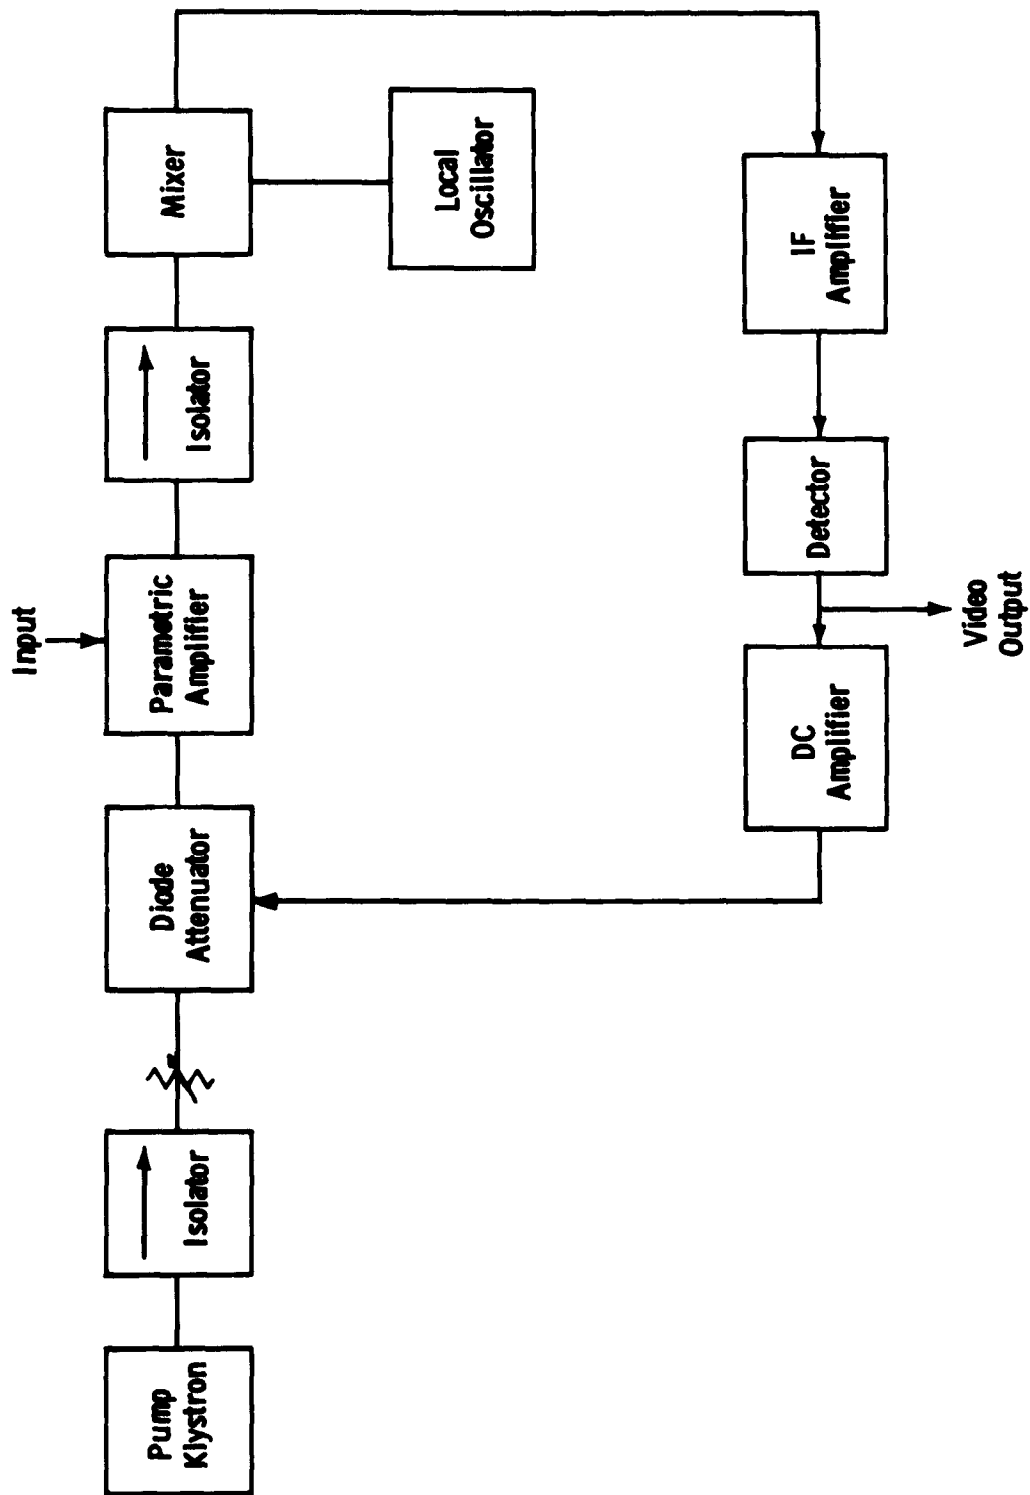 Input
Pump
Klystron
Isolator
Diode
Attenuator
Parametric
Amplifier
Isolator
Mixer
Local
Oscillator
DC
Amplifier
Detector
IF
Amplifier
Video
Output